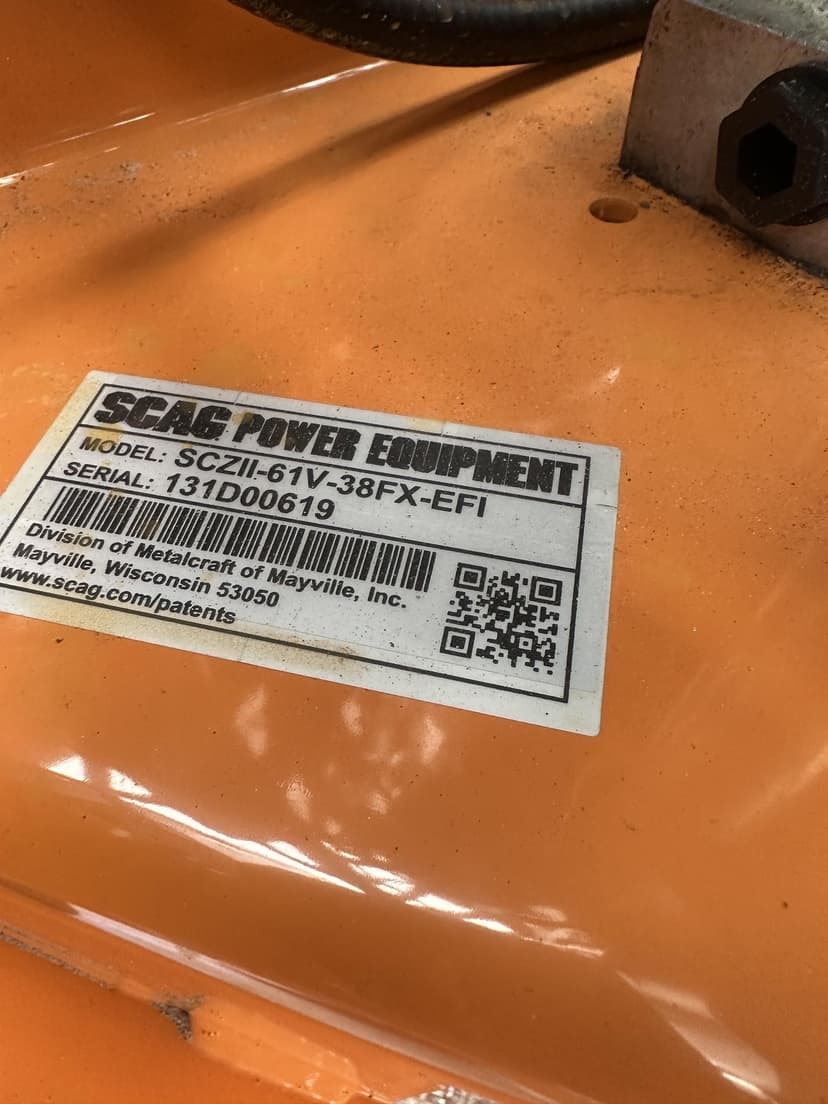 SCAG POWER EQUIPMENT
MODEL: SCZII-61V-38FX-EFI
SERIAL: 131D00619
Division of Metalcraft of Mayville, Inc.
Mayville, Wisconsin 53050
www.scag.com/patents